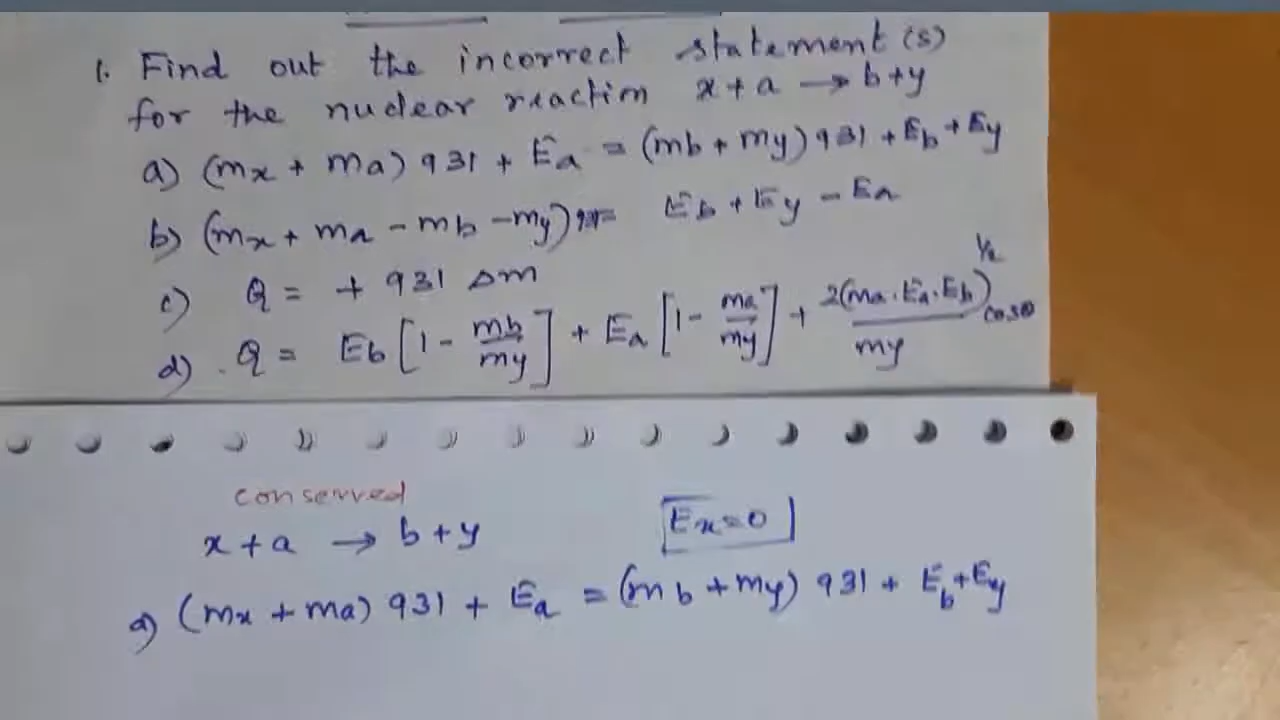 1. Find out the incorrect statement(s)
for the nuclear reaction x+a → b+y
a) (mx + ma) 931 + Ea = (mb + my) 931 + Eb + Ey
b) (mx + ma - mb - my) = Eb + Ey - Ea
c) Q = + 931 Δm
d) Q = Eb [1 - mb/my] + Ea [1 - ma/my] + 2(ma.Ea.Eb)^1/2 cosθ / my
conserved
x+a → b+y Ex=0
a) (mx + ma) 931 + Ea = (mb + my) 931 + Eb + Ey